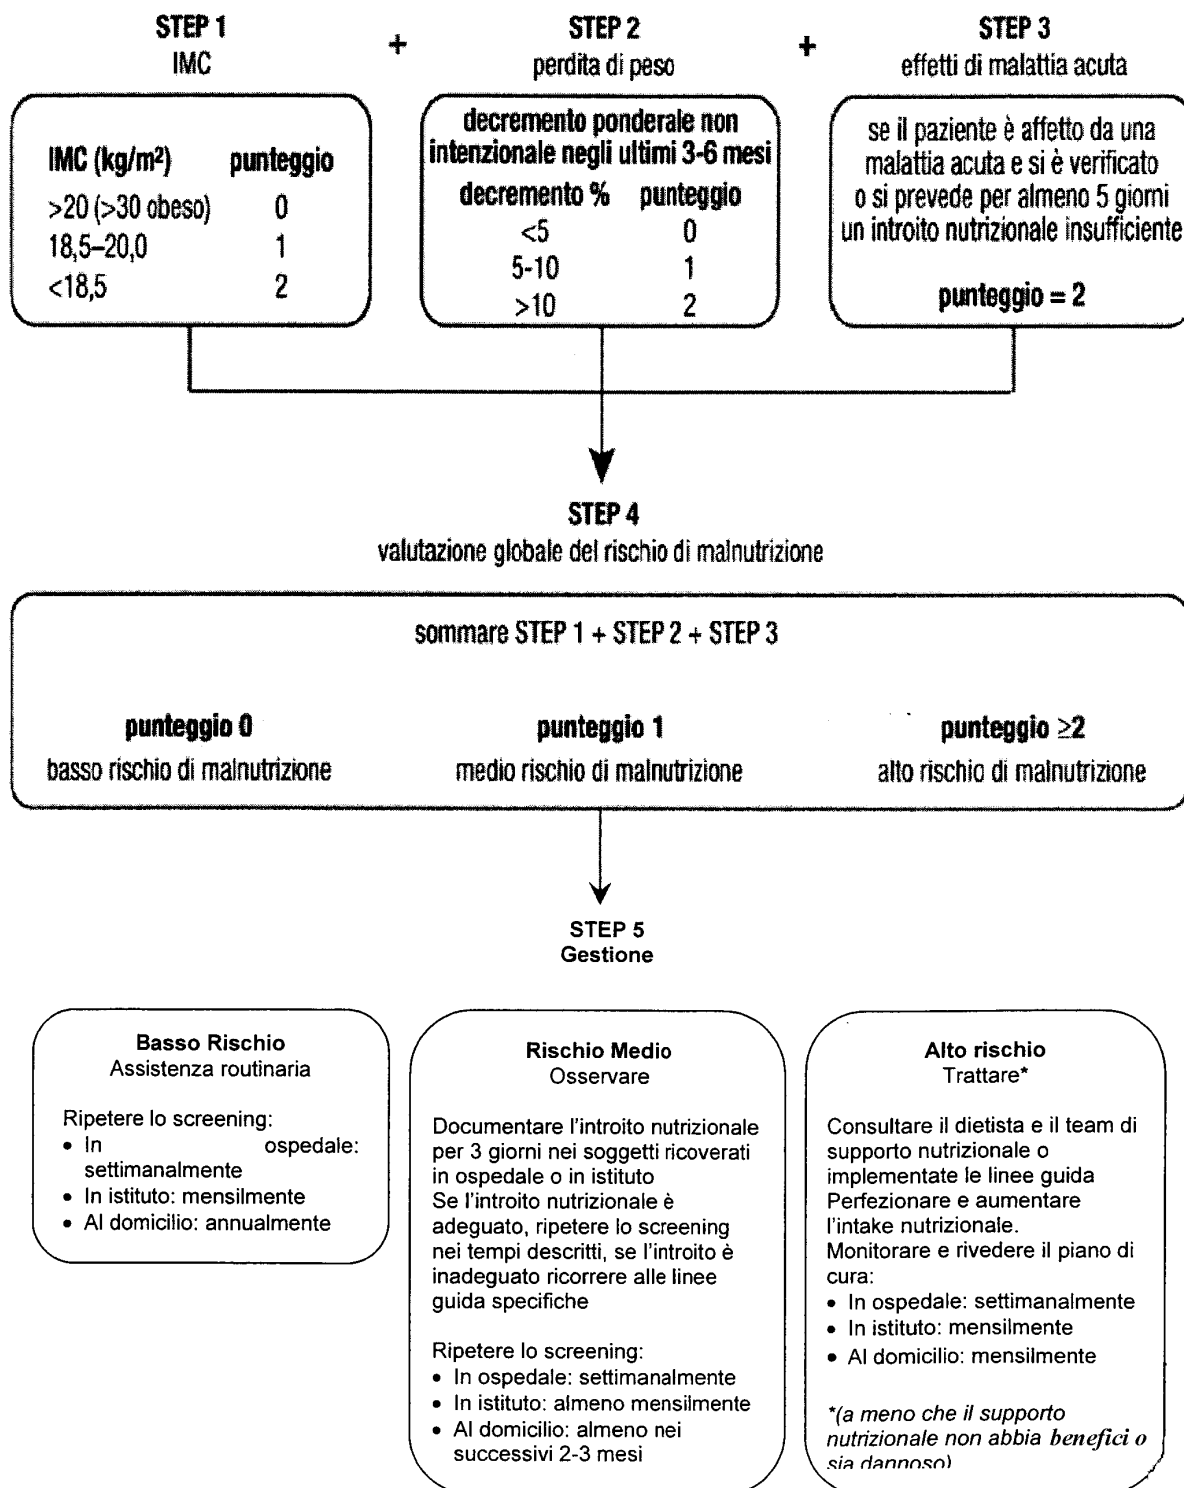 STEP 1
IMC
+
STEP 2
perdita di peso
+
STEP 3
effetti di malattia acuta
IMC (kg/m²) punteggio
>20 (>30 obeso) 0
18,5–20,0 1
<18,5 2
decremento ponderale non
intenzionale negli ultimi 3-6 mesi
decremento % punteggio
<5 0
5-10 1
>10 2
se il paziente è affetto da una
malattia acuta e si è verificato
o si prevede per almeno 5 giorni
un introito nutrizionale insufficiente
punteggio = 2
STEP 4
valutazione globale del rischio di malnutrizione
sommare STEP 1 + STEP 2 + STEP 3
punteggio 0
basso rischio di malnutrizione
punteggio 1
medio rischio di malnutrizione
punteggio ≥2
alto rischio di malnutrizione
STEP 5
Gestione
Basso Rischio
Assistenza routinaria
Ripetere lo screening:
• In ospedale:
settimanalmente
• In istituto: mensilmente
• Al domicilio: annualmente
Rischio Medio
Osservare
Documentare l'introito nutrizionale
per 3 giorni nei soggetti ricoverati
in ospedale o in istituto
Se l'introito nutrizionale è
adeguato, ripetere lo screening
nei tempi descritti, se l'introito è
inadeguato ricorrere alle linee
guida specifiche
Ripetere lo screening:
• In ospedale: settimanalmente
• In istituto: almeno mensilmente
• Al domicilio: almeno nei
successivi 2-3 mesi
Alto rischio
Trattare*
Consultare il dietista e il team di
supporto nutrizionale o
implementate le linee guida
Perfezionare e aumentare
l'intake nutrizionale.
Monitorare e rivedere il piano di
cura:
• In ospedale: settimanalmente
• In istituto: mensilmente
• Al domicilio: mensilmente
*(a meno che il supporto
nutrizionale non abbia benefici o
sia dannoso)